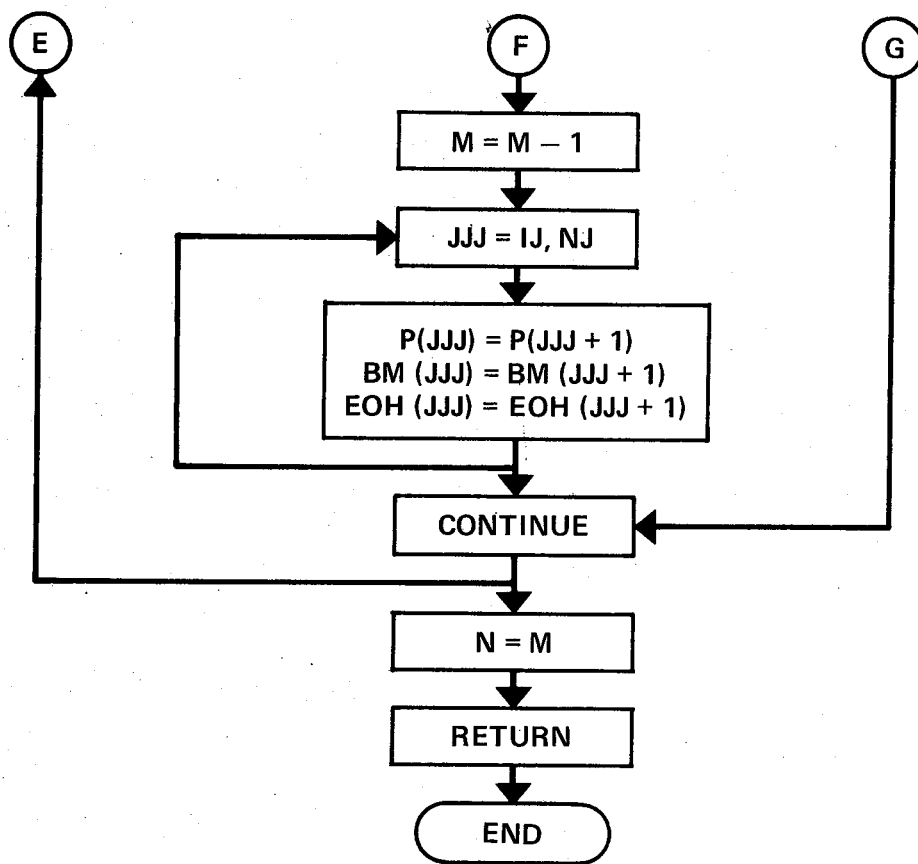 E
F
G
M = M − 1
JJJ = IJ, NJ
P(JJJ) = P(JJJ + 1)
BM (JJJ) = BM (JJJ + 1)
EOH (JJJ) = EOH (JJJ + 1)
CONTINUE
N = M
RETURN
END